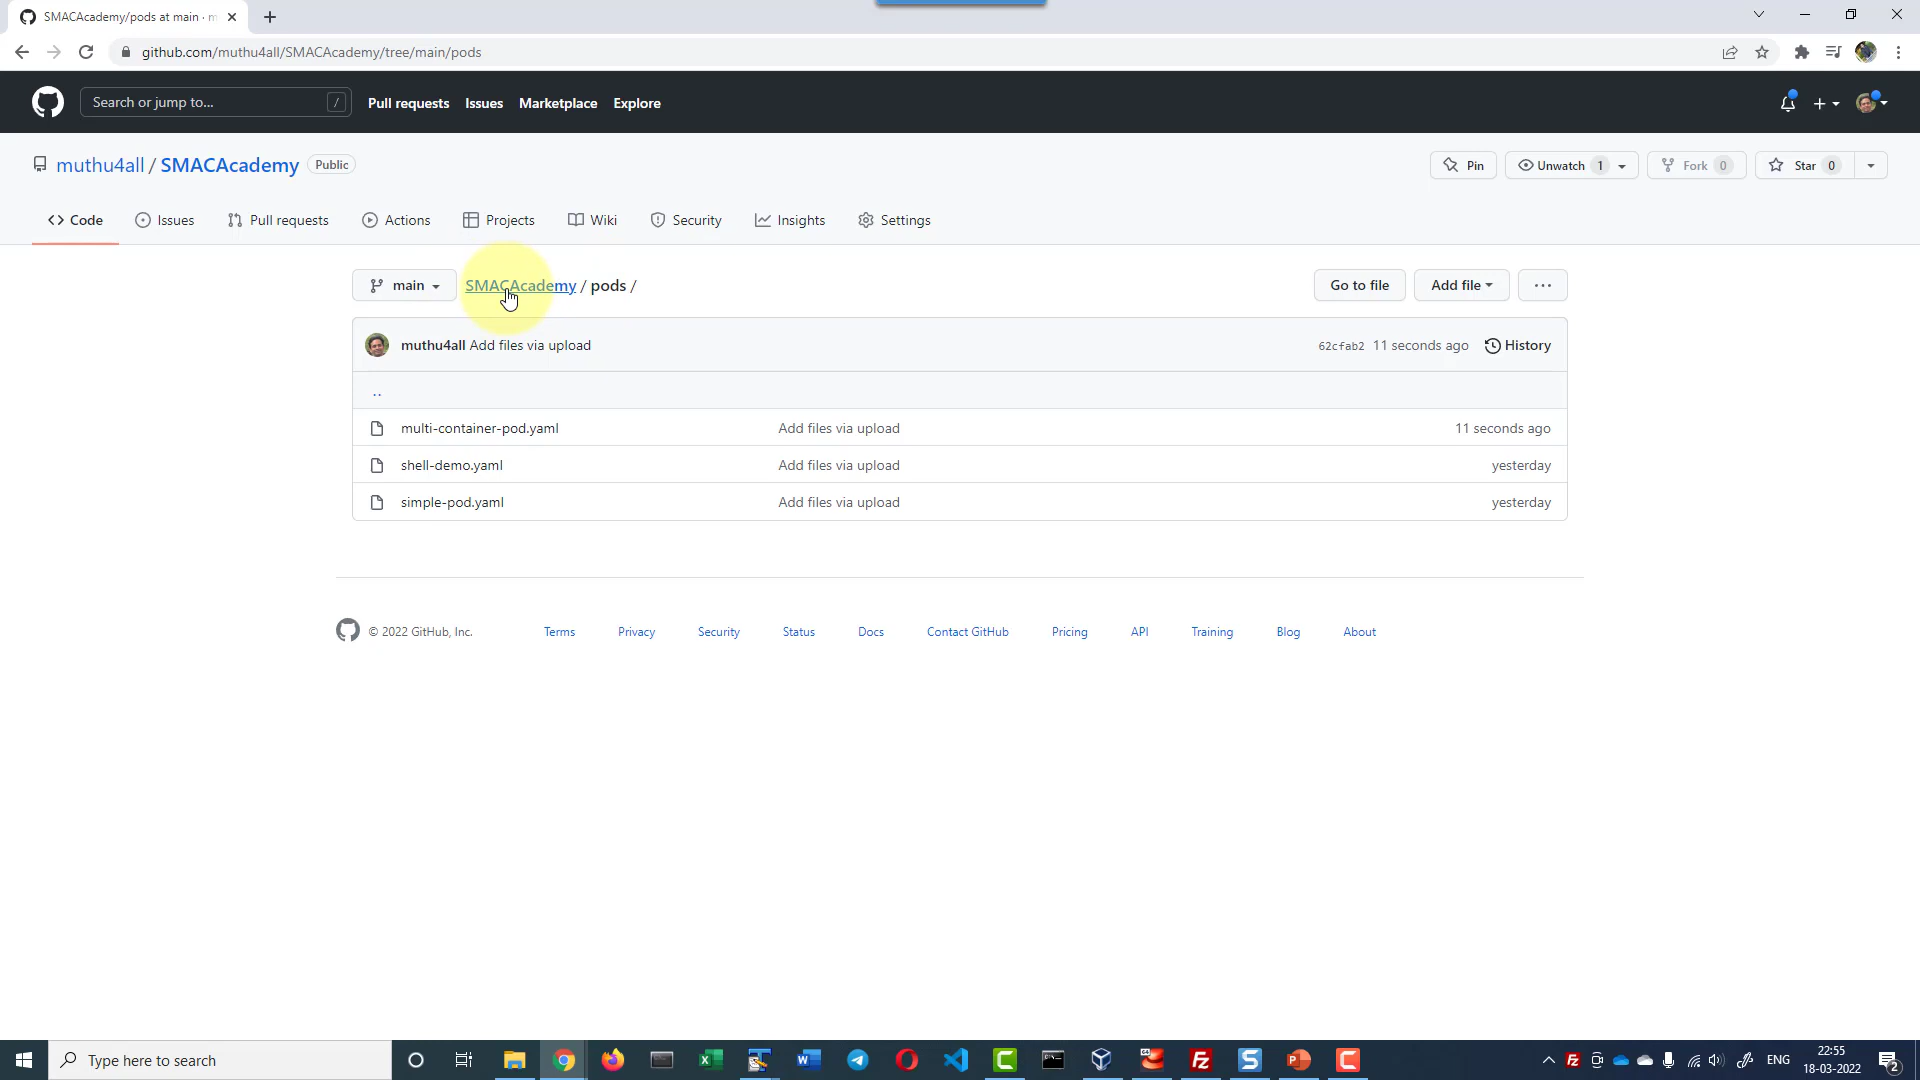 SMACAcademy/pods at main · m
github.com/muthu4all/SMACAcademy/tree/main/pods
Search or jump to... /
Pull requests Issues Marketplace Explore
muthu4all / SMACAcademy Public
Pin Unwatch 1 Fork 0 Star 0
<> Code Issues Pull requests Actions Projects Wiki Security Insights Settings
main SMACAcademy / pods /
Go to file Add file ...
muthu4all Add files via upload 62cfab2 11 seconds ago History
..
multi-container-pod.yaml Add files via upload 11 seconds ago
shell-demo.yaml Add files via upload yesterday
simple-pod.yaml Add files via upload yesterday
© 2022 GitHub, Inc. Terms Privacy Security Status Docs Contact GitHub Pricing API Training Blog About
Type here to search
ENG
22:55
18-03-2022
2